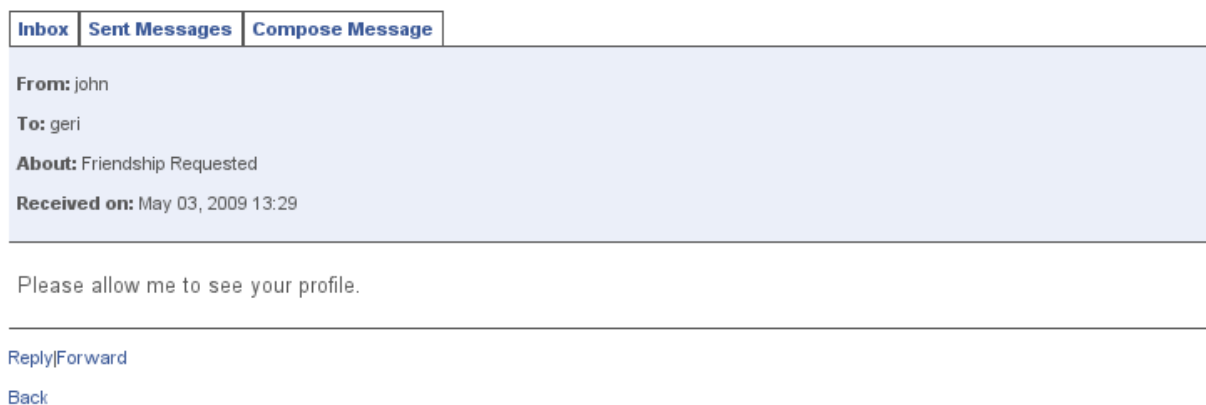 Inbox Sent Messages Compose Message
From: john
To: geri
About: Friendship Requested
Received on: May 03, 2009 13:29
Please allow me to see your profile.
Reply|Forward
Back